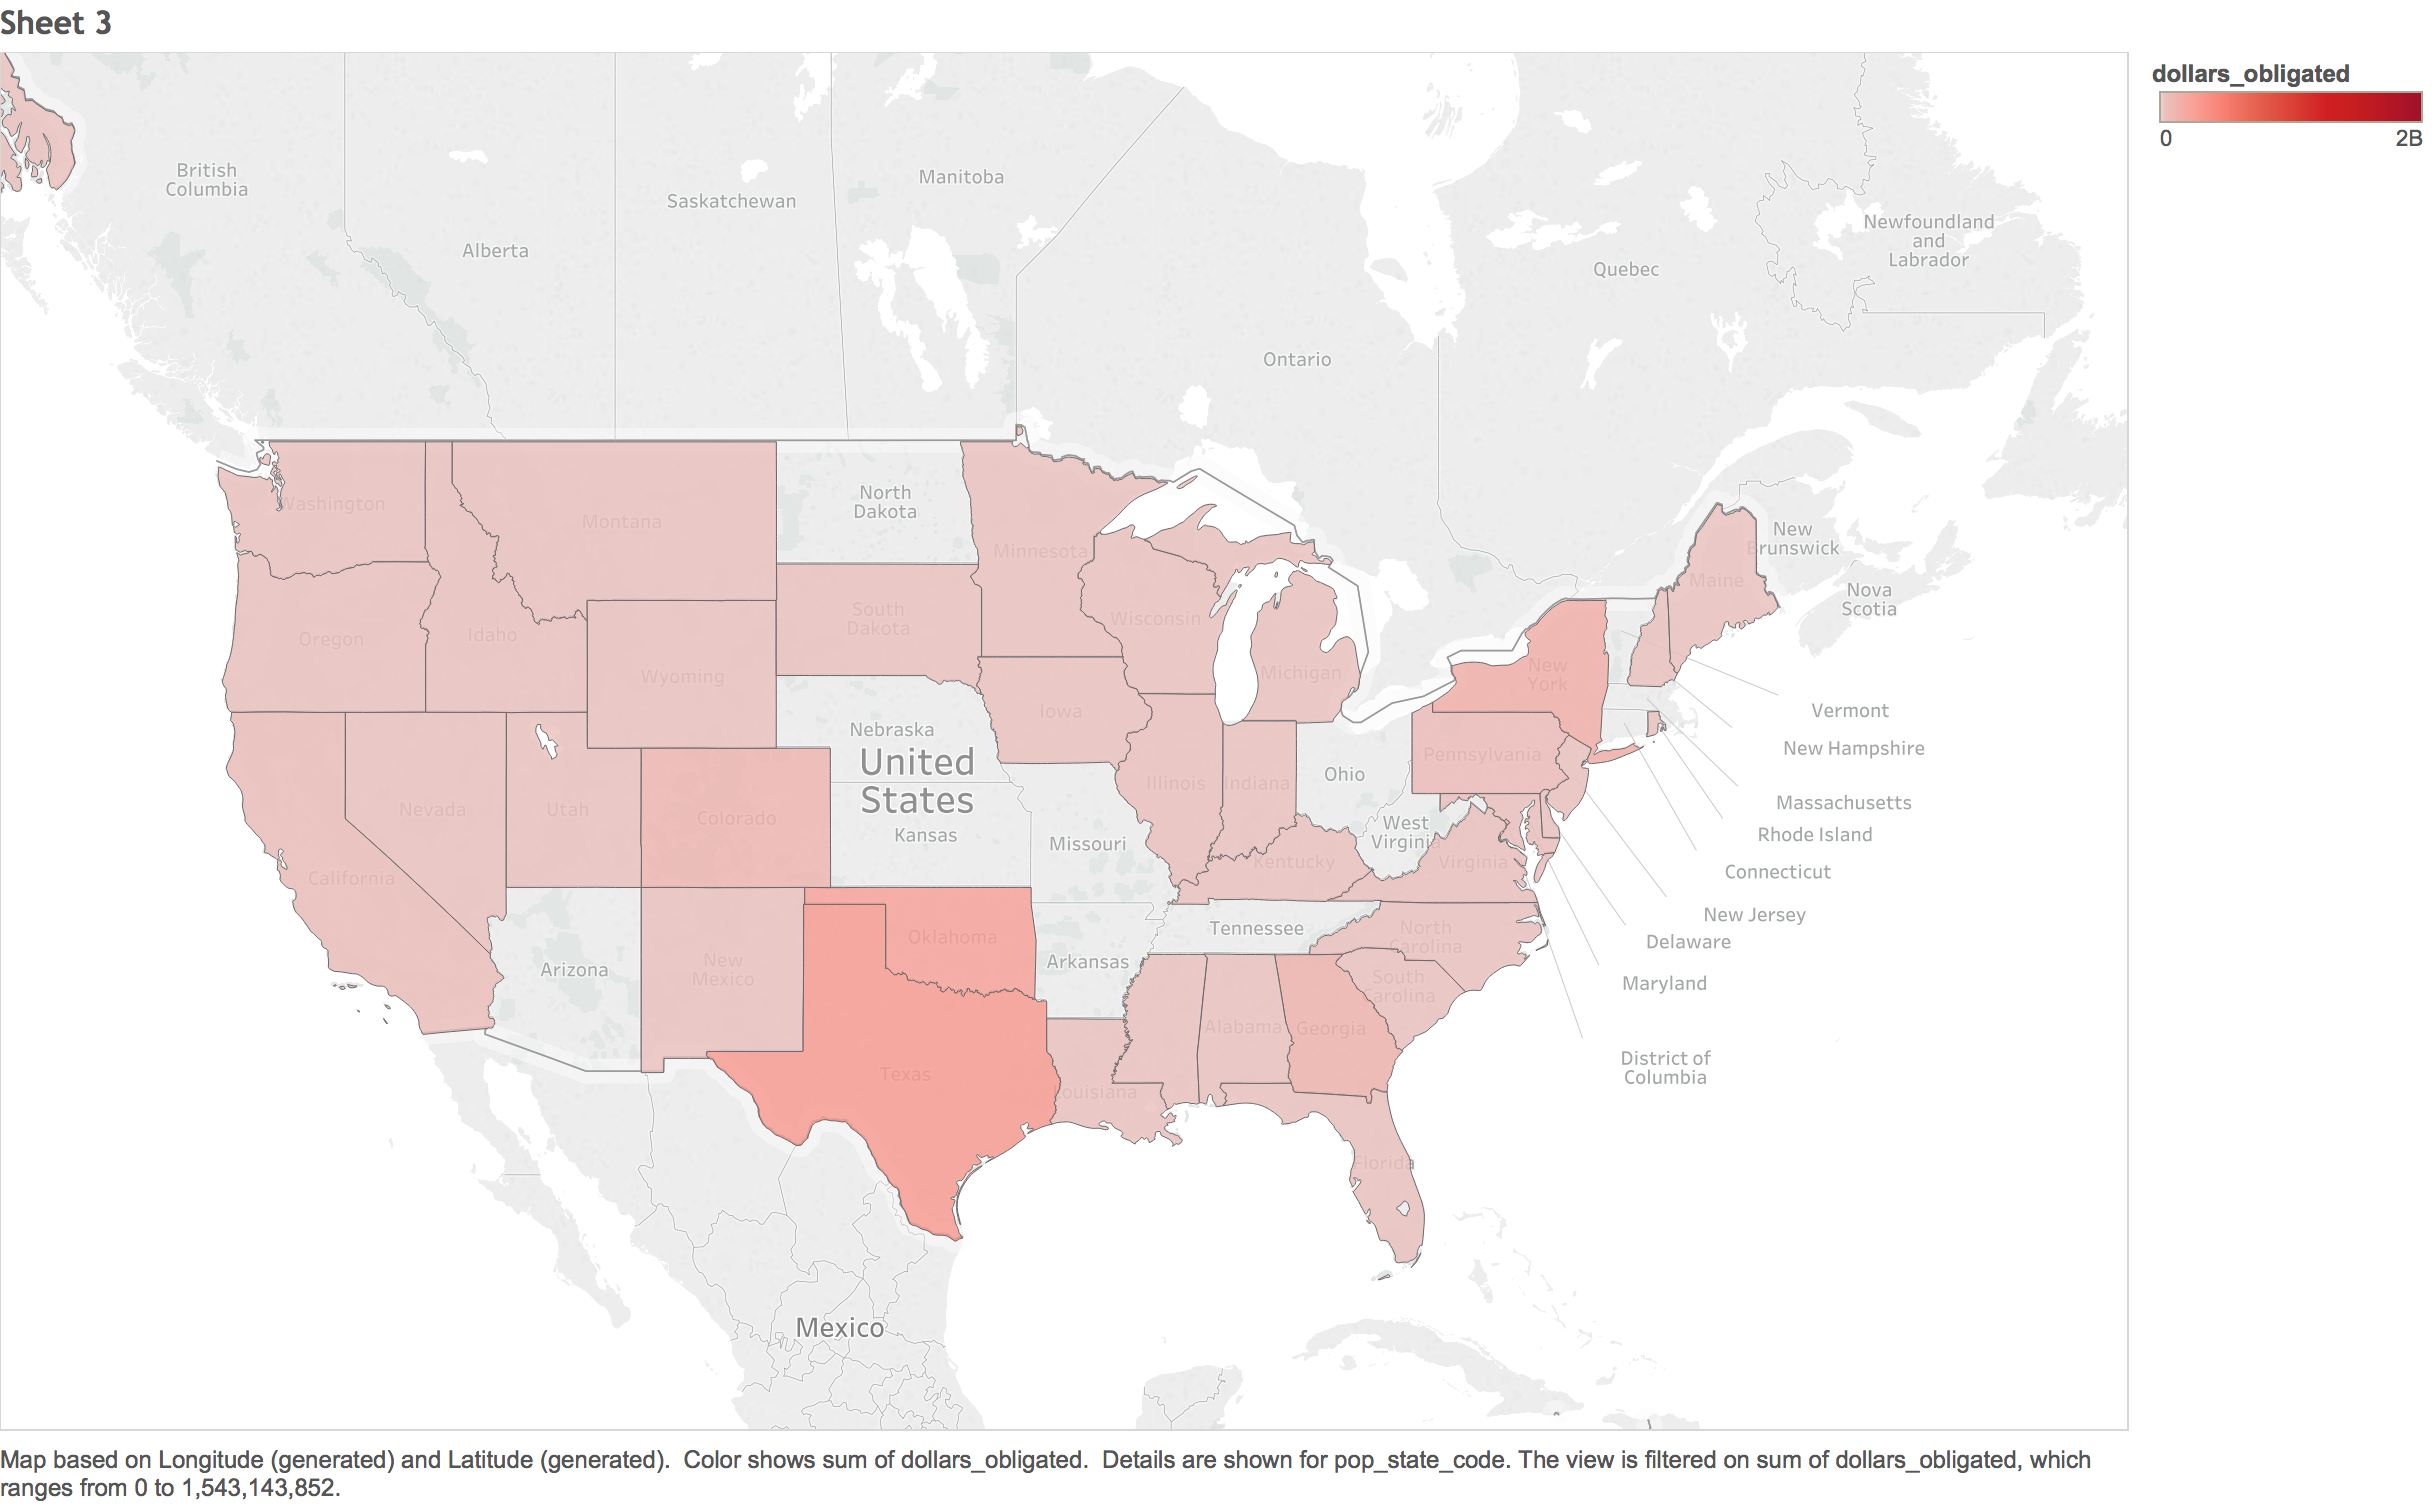 Sheet 3
dollars_obligated
0
2B
British
Columbia
Alberta
Saskatchewan
Manitoba
Ontario
Quebec
Newfoundland
and
Labrador
New
Brunswick
Nova
Scotia
Washington
Montana
North
Dakota
Minnesota
Maine
Oregon
Idaho
Wyoming
South
Dakota
Wisconsin
Michigan
New
York
Iowa
Nebraska
United
States
Kansas
Nevada
Utah
Colorado
California
Illinois
Indiana
Ohio
Pennsylvania
Missouri
West
Virginia
Kentucky
Virginia
Vermont
New Hampshire
Massachusetts
Rhode Island
Connecticut
New Jersey
Delaware
Maryland
District of
Columbia
Arizona
New
Mexico
Oklahoma
Arkansas
Tennessee
North
Carolina
South
Carolina
Texas
Louisiana
Alabama
Georgia
Florida
Mexico
Map based on Longitude (generated) and Latitude (generated).  Color shows sum of dollars_obligated.  Details are shown for pop_state_code. The view is filtered on sum of dollars_obligated, which
ranges from 0 to 1,543,143,852.